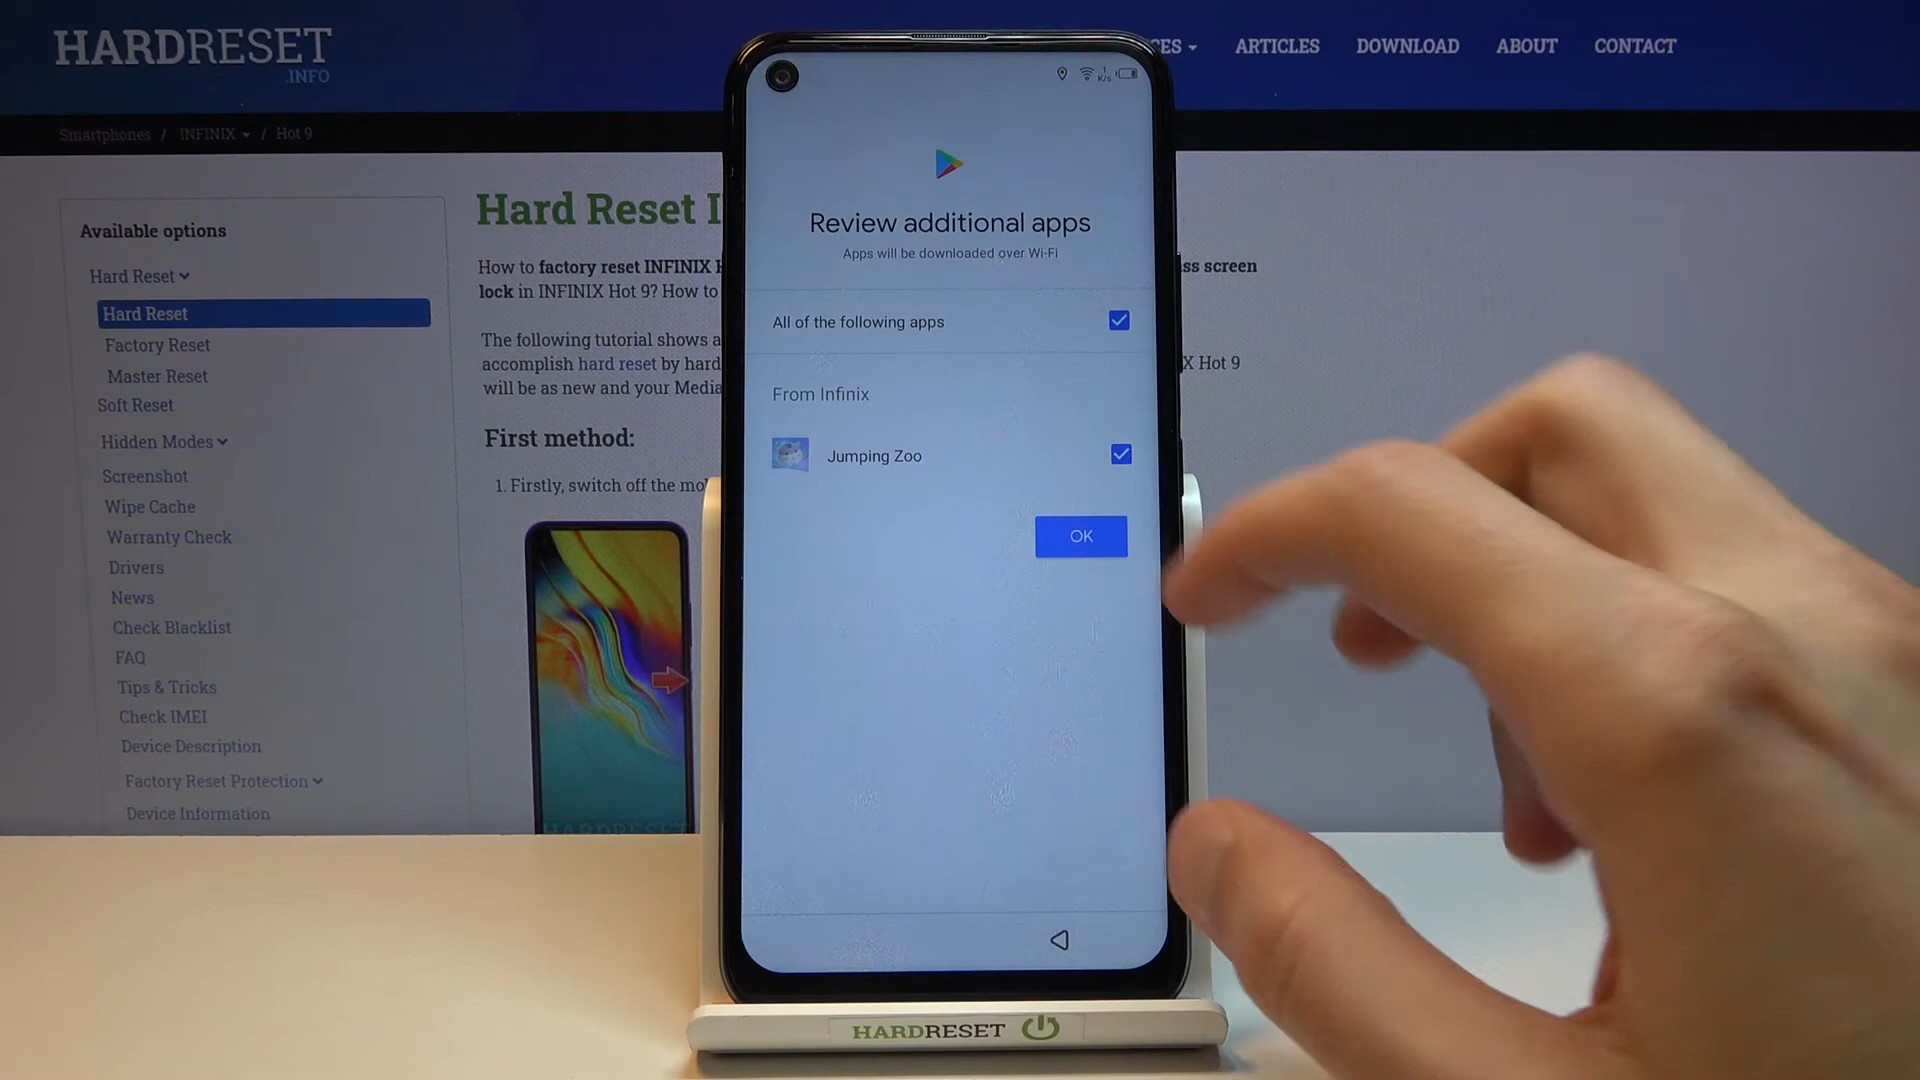 HARDRESET
.INFO
ARTICLES
DOWNLOAD
ABOUT
CONTACT
Smartphones / INFINIX / Hot 9
Available options
Hard Reset
Hard Reset
Factory Reset
Master Reset
Soft Reset
Hidden Modes
Screenshot
Wipe Cache
Warranty Check
Drivers
News
Check Blacklist
FAQ
Tips & Tricks
Check IMEI
Device Description
Factory Reset Protection
Device Information
Hard Reset
How to factory reset INFINIX
screen
lock in INFINIX Hot 9? How to
The following tutorial shows
accomplish hard reset by
Hot 9
will be as new and your
First method:
1. Firstly, switch off the
1
K/s
Review additional apps
Apps will be downloaded over Wi-Fi
All of the following apps
From Infinix
Jumping Zoo
OK
HARDRESET